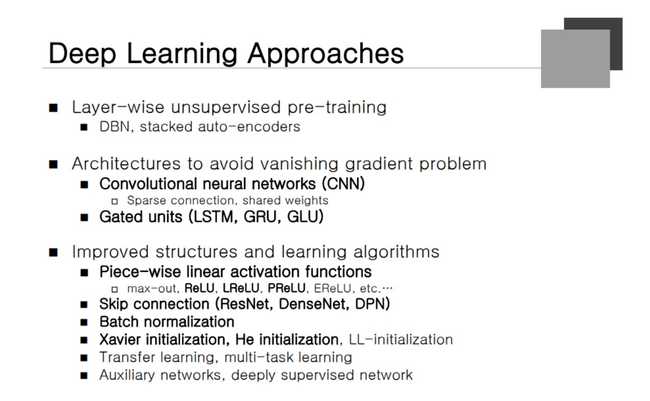 Deep Learning Approaches
Layer-wise unsupervised pre-training
DBN, stacked auto-encoders
Architectures to avoid vanishing gradient problem
Convolutional neural networks (CNN)
Sparse connection, shared weights
Gated units (LSTM, GRU, GLU)
Improved structures and learning algorithms
Piece-wise linear activation functions
max-out, ReLU, LReLU, PReLU, EReLU, etc.…
Skip connection (ResNet, DenseNet, DPN)
Batch normalization
Xavier initialization, He initialization, LL-initialization
Transfer learning, multi-task learning
Auxiliary networks, deeply supervised network